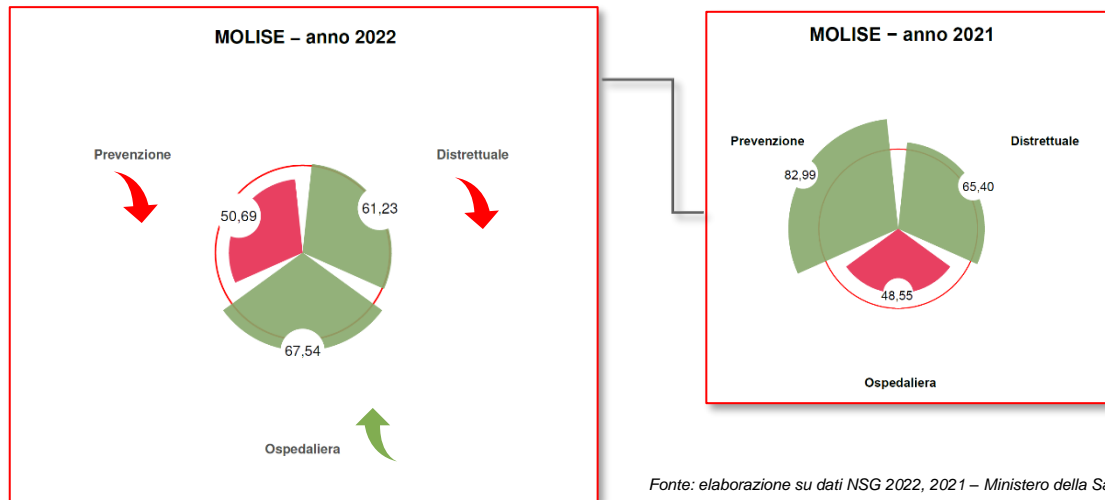 MOLISE – anno 2022
Prevenzione
Distrettuale
50,69
61,23
67,54
Ospedaliera
MOLISE − anno 2021
Prevenzione
Distrettuale
82,99
65,40
48,55
Ospedaliera
Fonte: elaborazione su dati NSG 2022, 2021 – Ministero della